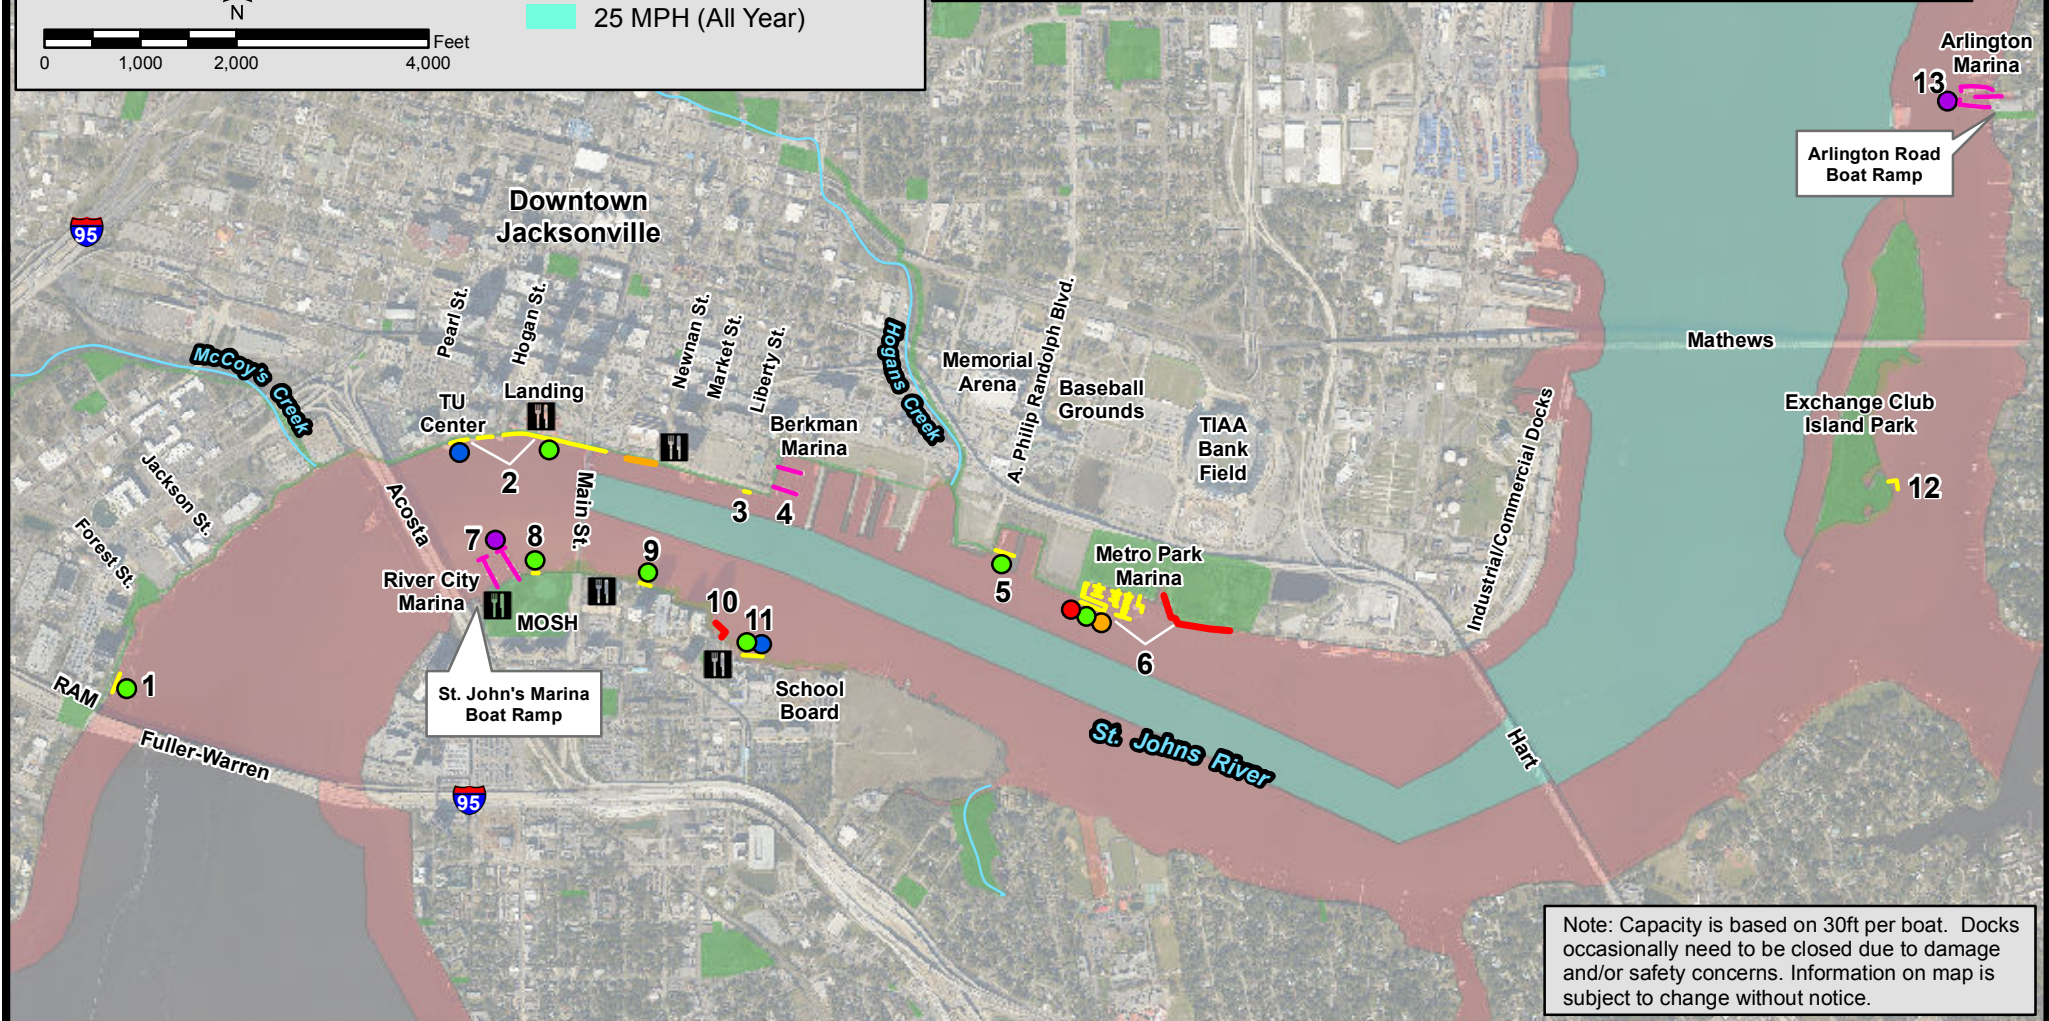 N
25 MPH (All Year)
Feet
0 1,000 2,000 4,000
Arlington
Marina
13
Arlington Road
Boat Ramp
Downtown
Jacksonville
95
McCoy's Creek
Pearl St.
Hogan St.
Newnan St.
Market St.
Liberty St.
Hogans Creek
Memorial
Arena
A. Philip Randolph Blvd.
Baseball
Grounds
TIAA
Bank
Field
Mathews
Industrial/Commercial Docks
Exchange Club
Island Park
12
Landing
TU
Center
2
Berkman
Marina
3
4
Jackson St.
Forest St.
Acosta
Main St.
7
8
9
River City
Marina
MOSH
10
11
5
Metro Park
Marina
6
1
RAM
Fuller-Warren
St. John's Marina
Boat Ramp
School
Board
St. Johns River
Hart
95
Note: Capacity is based on 30ft per boat. Docks
occasionally need to be closed due to damage
and/or safety concerns. Information on map is
subject to change without notice.